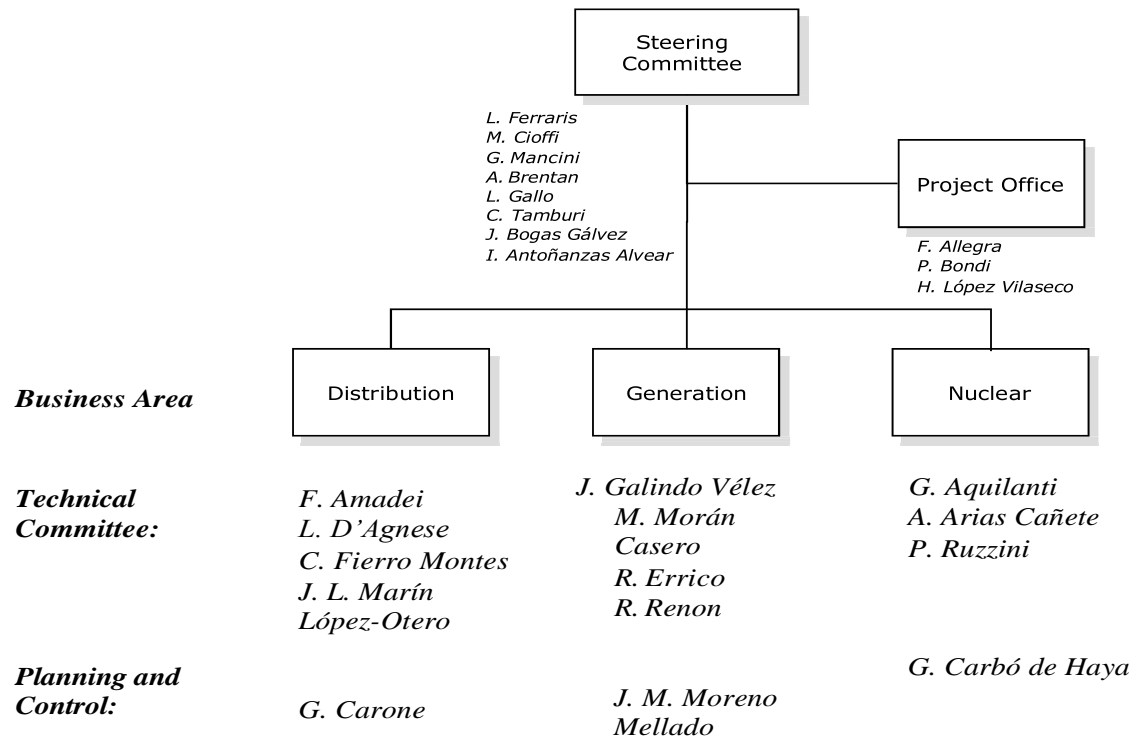 Steering
Committee
L. Ferraris
M. Cioffi
G. Mancini
A. Brentan
L. Gallo
C. Tamburi
J. Bogas Gálvez
I. Antoñanzas Alvear
Project Office
F. Allegra
P. Bondi
H. López Vilaseco
Business Area
Distribution
Generation
Nuclear
Technical
Committee:
F. Amadei
L. D’Agnese
C. Fierro Montes
J. L. Marín
López-Otero
J. Galindo Vélez
M. Morán
Casero
R. Errico
R. Renon
G. Aquilanti
A. Arias Cañete
P. Ruzzini
Planning and
Control:
G. Carone
J. M. Moreno
Mellado
G. Carbó de Haya